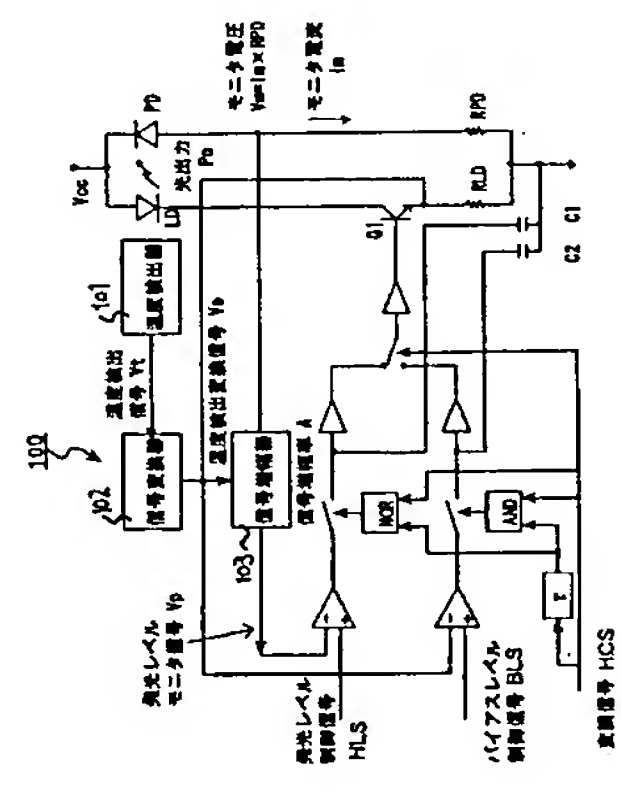 100
101
温度検出器
温度検出
信号 Vt
102
信号変換器
温度検出変換信号
103
信号増幅器
信号増幅率 A
発光レベル
モニタ信号 Vp
Vcc
LD
PD
光出力
Po
モニタ電圧
Vm=im×RPD
モニタ電流
im
Q1
RLD
RPD
C2
C1
NOR
AND
発光レベル
制御信号
HLS
バイアスレベル
制御信号 BLS
変調信号 HCS